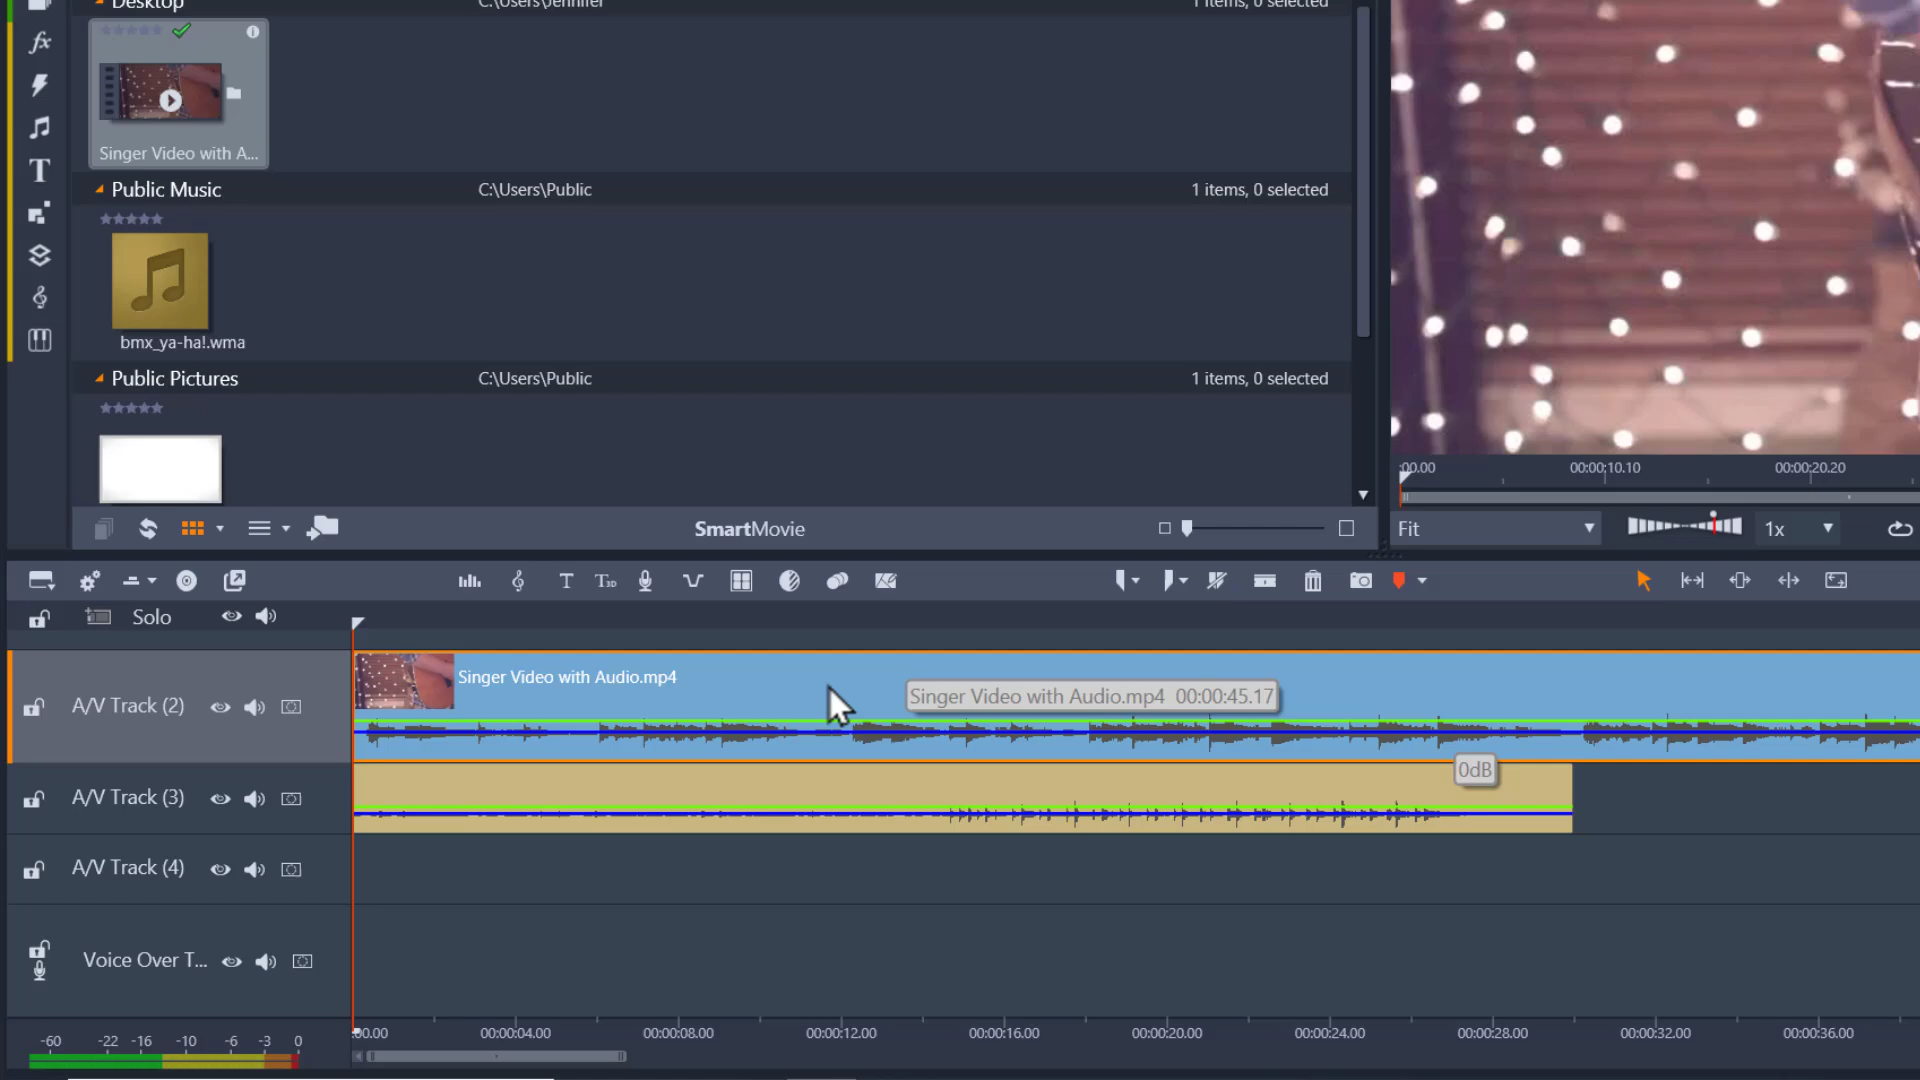 Desktop
C:\Users\Jennifer
1 items, 0 selected
Singer Video with A...
Public Music
C:\Users\Public
1 items, 0 selected
bmx_ya-ha!.wma
Public Pictures
C:\Users\Public
1 items, 0 selected
SmartMovie
:00.00
00:00:10.10
00:00:20.20
Fit
1x
T
T3D
Solo
A/V Track (2)
Singer Video with Audio.mp4
Singer Video with Audio.mp4 00:00:45.17
0dB
A/V Track (3)
A/V Track (4)
Voice Over T...
-60 -22 -16 -10 -6 -3 0
:00.00
00:00:04.00
00:00:08.00
00:00:12.00
00:00:16.00
00:00:20.00
00:00:24.00
00:00:28.00
00:00:32.00
00:00:36.00